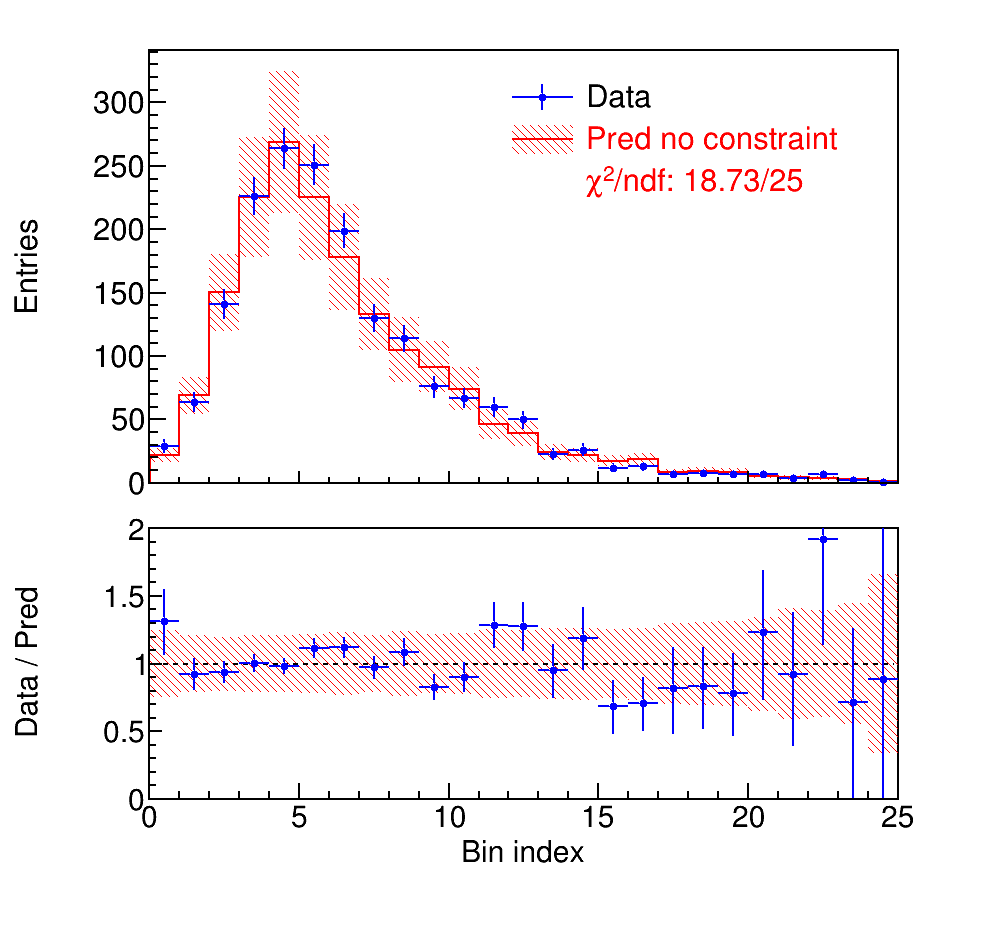 Entries
300
250
200
150
100
50
0
Data
Pred no constraint
χ²/ndf: 18.73/25
Data / Pred
2
1.5
1
0.5
0
0 5 10 15 20 25
Bin index